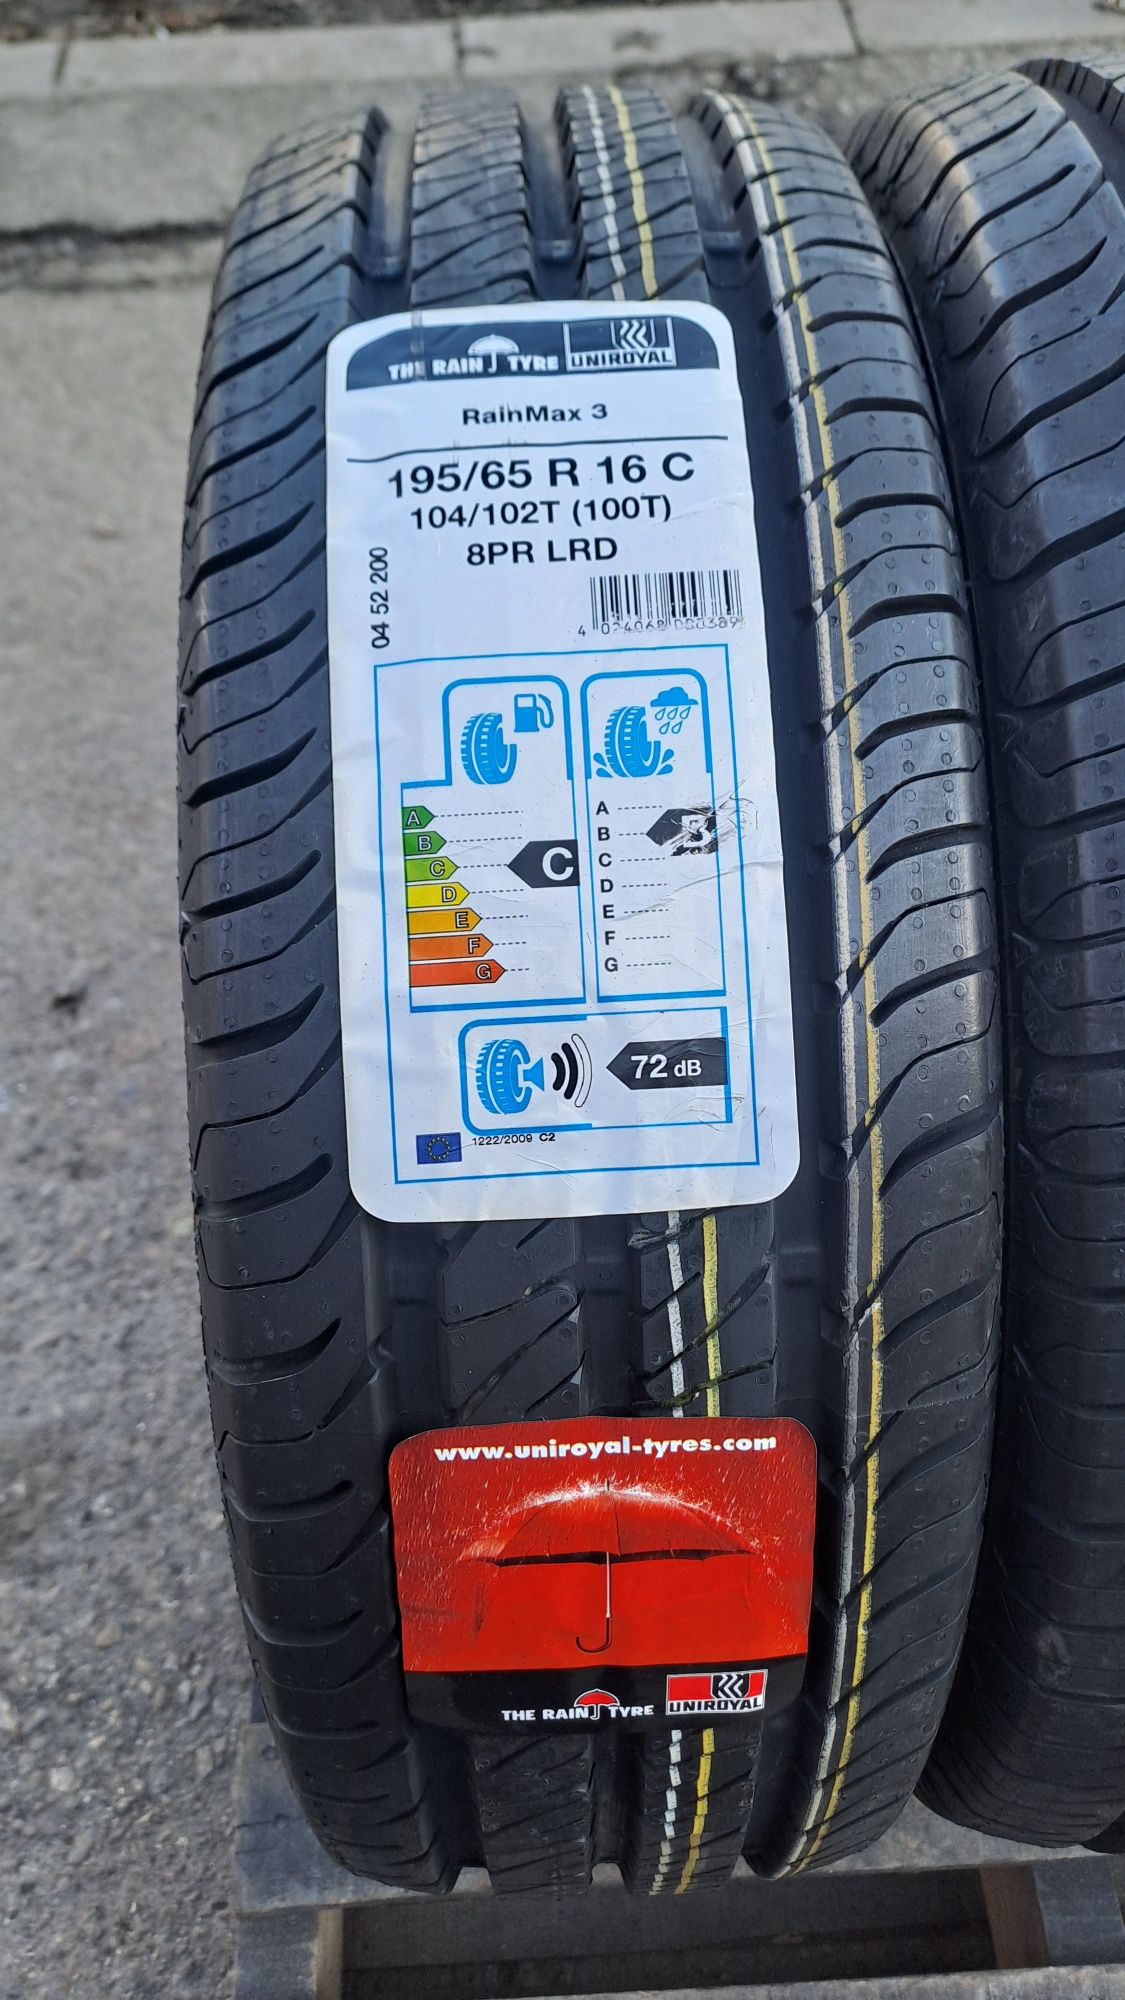 THE RAIN TYRE UNIROYAL
RainMax 3
195/65 R 16 C
104/102T (100T)
8PR LRD
04 52 200
A
B
C
D
E
F
G
C
A
B
C
D
E
F
G
B
72 dB
1222/2009 C2
www.uniroyal-tyres.com
THE RAIN TYRE UNIROYAL